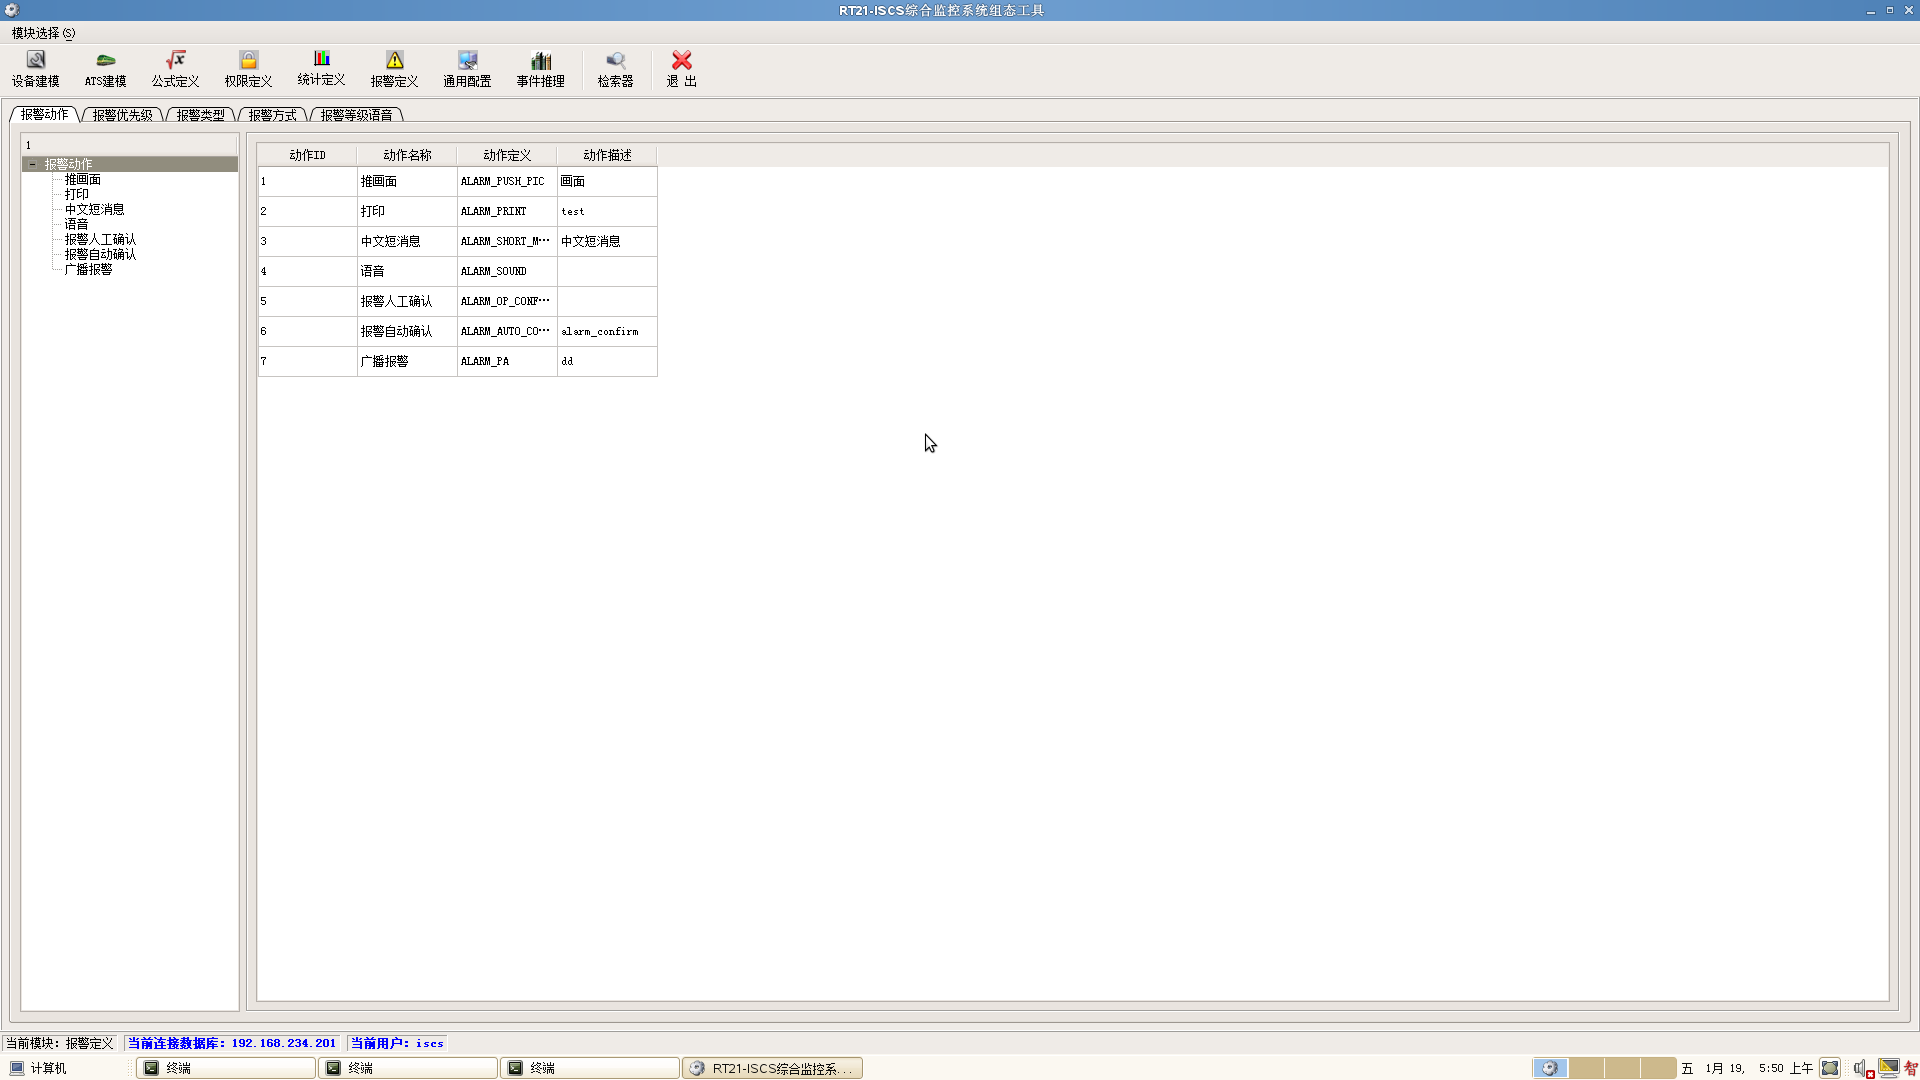 RT21-ISCS综合监控系统组态工具
模块选择 (S)
设备建模 ATS建模 公式定义 权限定义 统计定义 报警定义 通用配置 事件推理 检索器 退 出
报警动作 报警优先级 报警类型 报警方式 报警等级语音
1
报警动作
推画面
打印
中文短消息
语音
报警人工确认
报警自动确认
广播报警
动作ID 动作名称 动作定义 动作描述
1 推画面 ALARM_PUSH_PIC 画面
2 打印 ALARM_PRINT test
3 中文短消息 ALARM_SHORT_M… 中文短消息
4 语音 ALARM_SOUND
5 报警人工确认 ALARM_OP_CONF…
6 报警自动确认 ALARM_AUTO_CO… alarm_confirm
7 广播报警 ALARM_PA dd
当前模块: 报警定义 当前连接数据库: 192.168.234.201 当前用户: iscs
计算机 终端 终端 终端 RT21-ISCS综合监控系... 五 1月 19, 5:50 上午 智